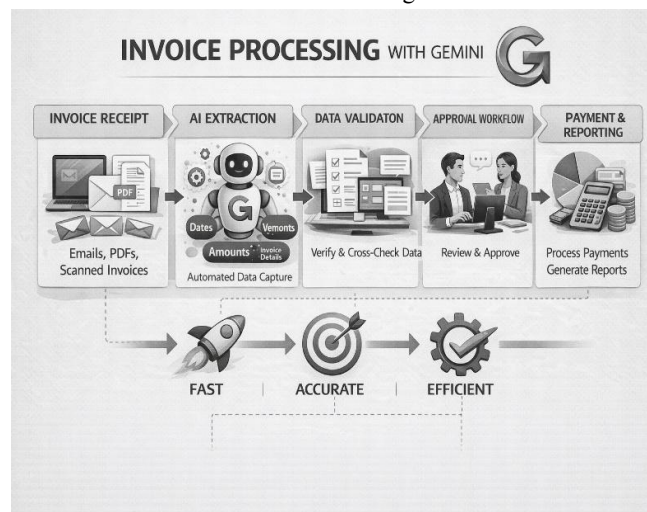 INVOICE PROCESSING WITH GEMINI G
INVOICE RECEIPT
AI EXTRACTION
DATA VALIDATON
APPROVAL WORKFLOW
PAYMENT &
REPORTING
PDF
G
Dates
Vemonts
Amounts
Invoice
Details
Emails, PDFs,
Scanned Invoices
Automated Data Capture
Verify & Cross-Check Data
Review & Approve
Process Payments
Generate Reports
FAST | ACCURATE | EFFICIENT